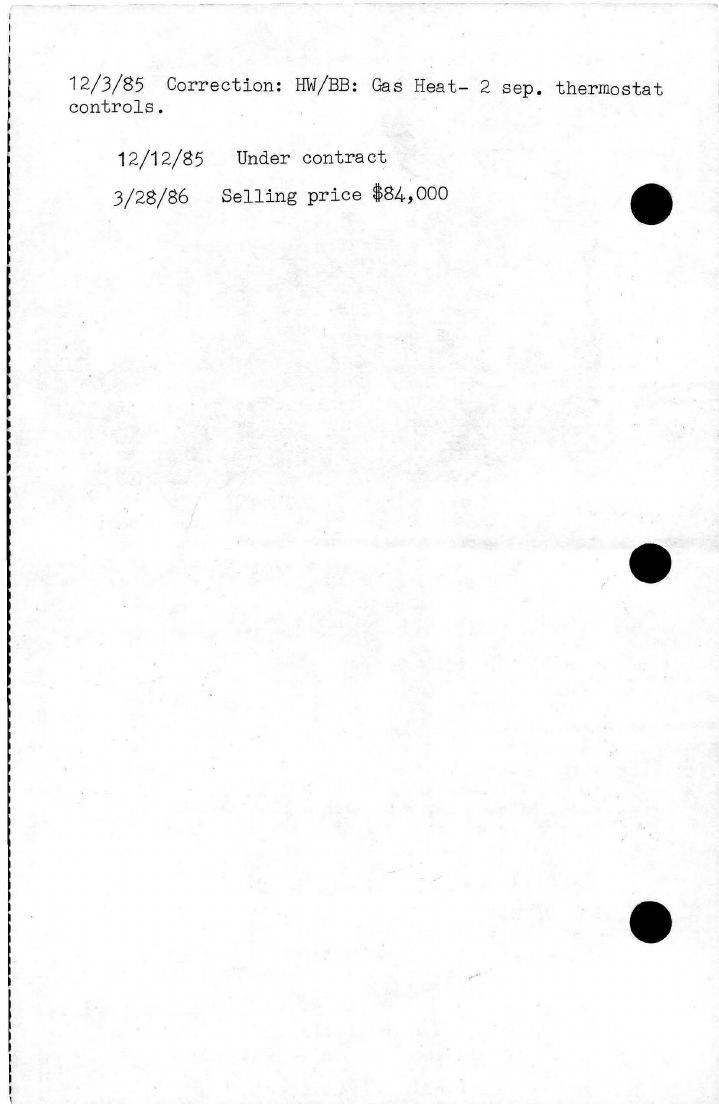 12/3/85 Correction: HW/BB: Gas Heat- 2 sep. thermostat
controls.
12/12/85 Under contract
3/28/86 Selling price $84,000